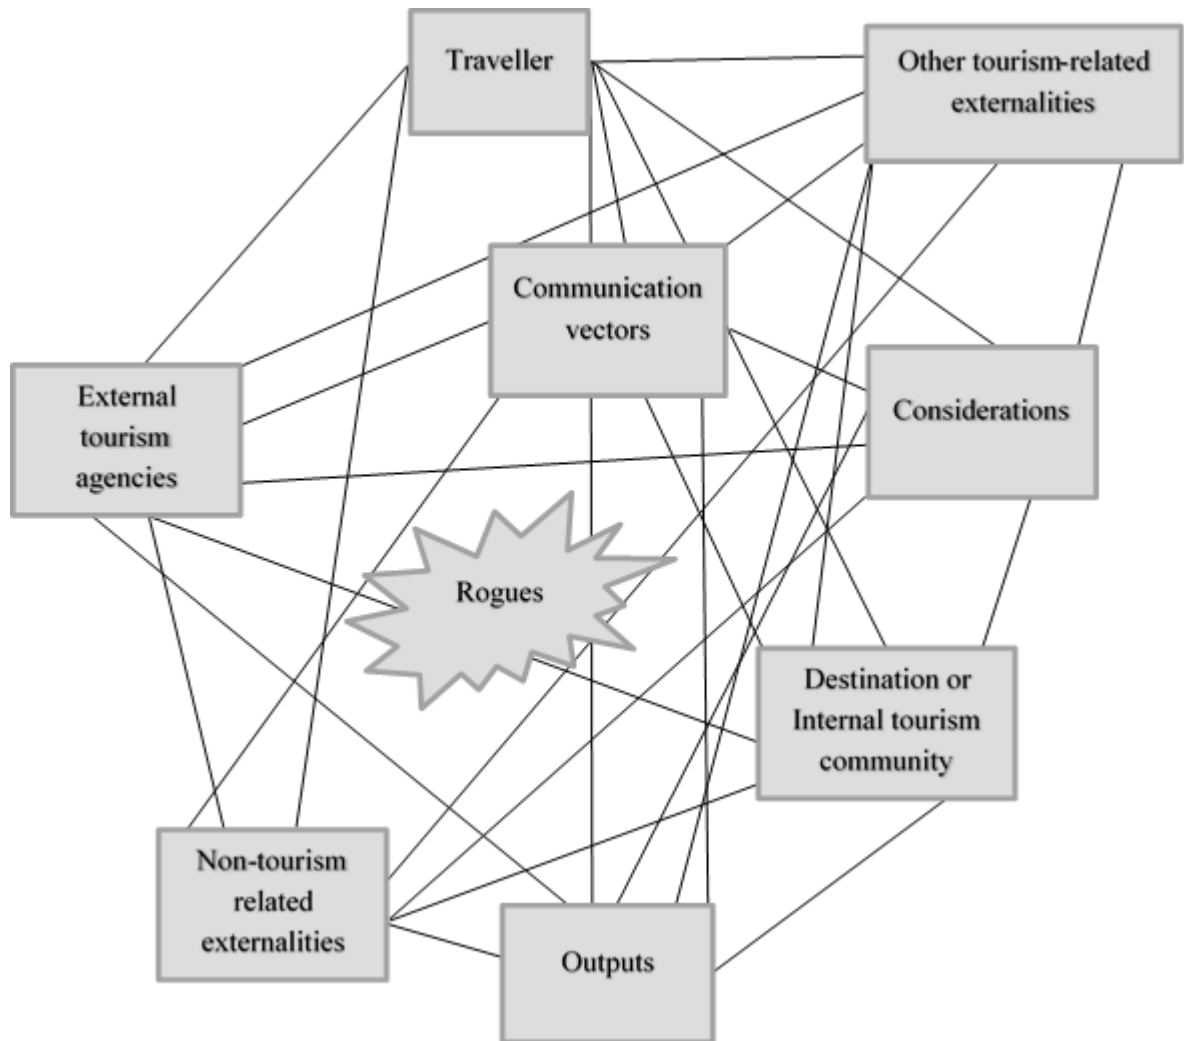 Traveller
Other tourism-related
externalities
Communication
vectors
External
tourism
agencies
Considerations
Rogues
Destination or
Internal tourism
community
Non-tourism
related
externalities
Outputs